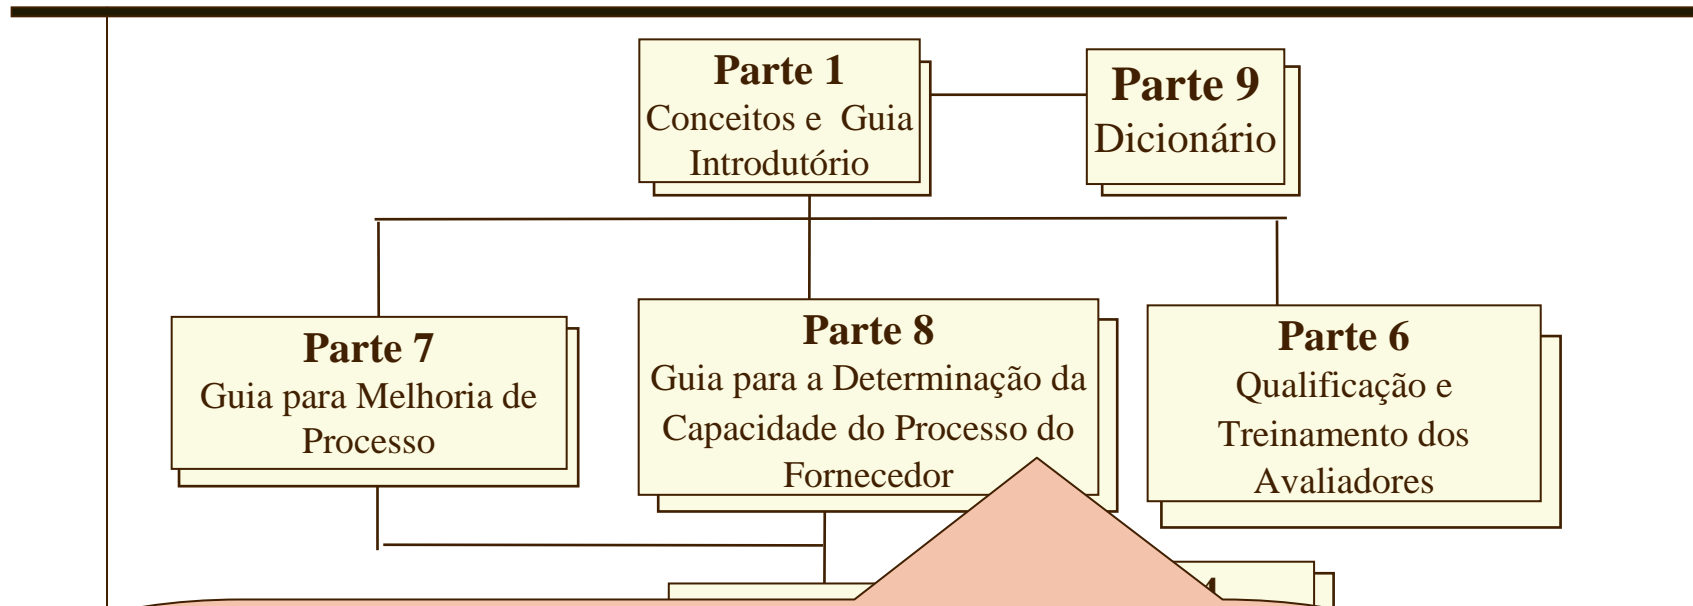 Parte 1
Conceitos e Guia
Introdutório
Parte 9
Dicionário
Parte 7
Guia para Melhoria de
Processo
Parte 8
Guia para a Determinação da
Capacidade do Processo do
Fornecedor
Parte 6
Qualificação e
Treinamento dos
Avaliadores